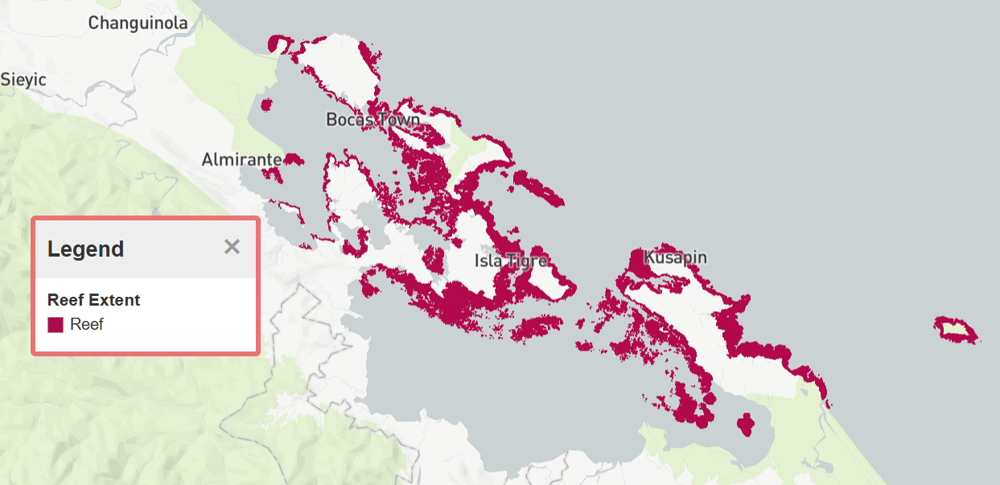 Changuinola
Sieyic
Bocas Town
Almirante
Legend
Isla Tigre
Kusapin
Reef Extent
Reef